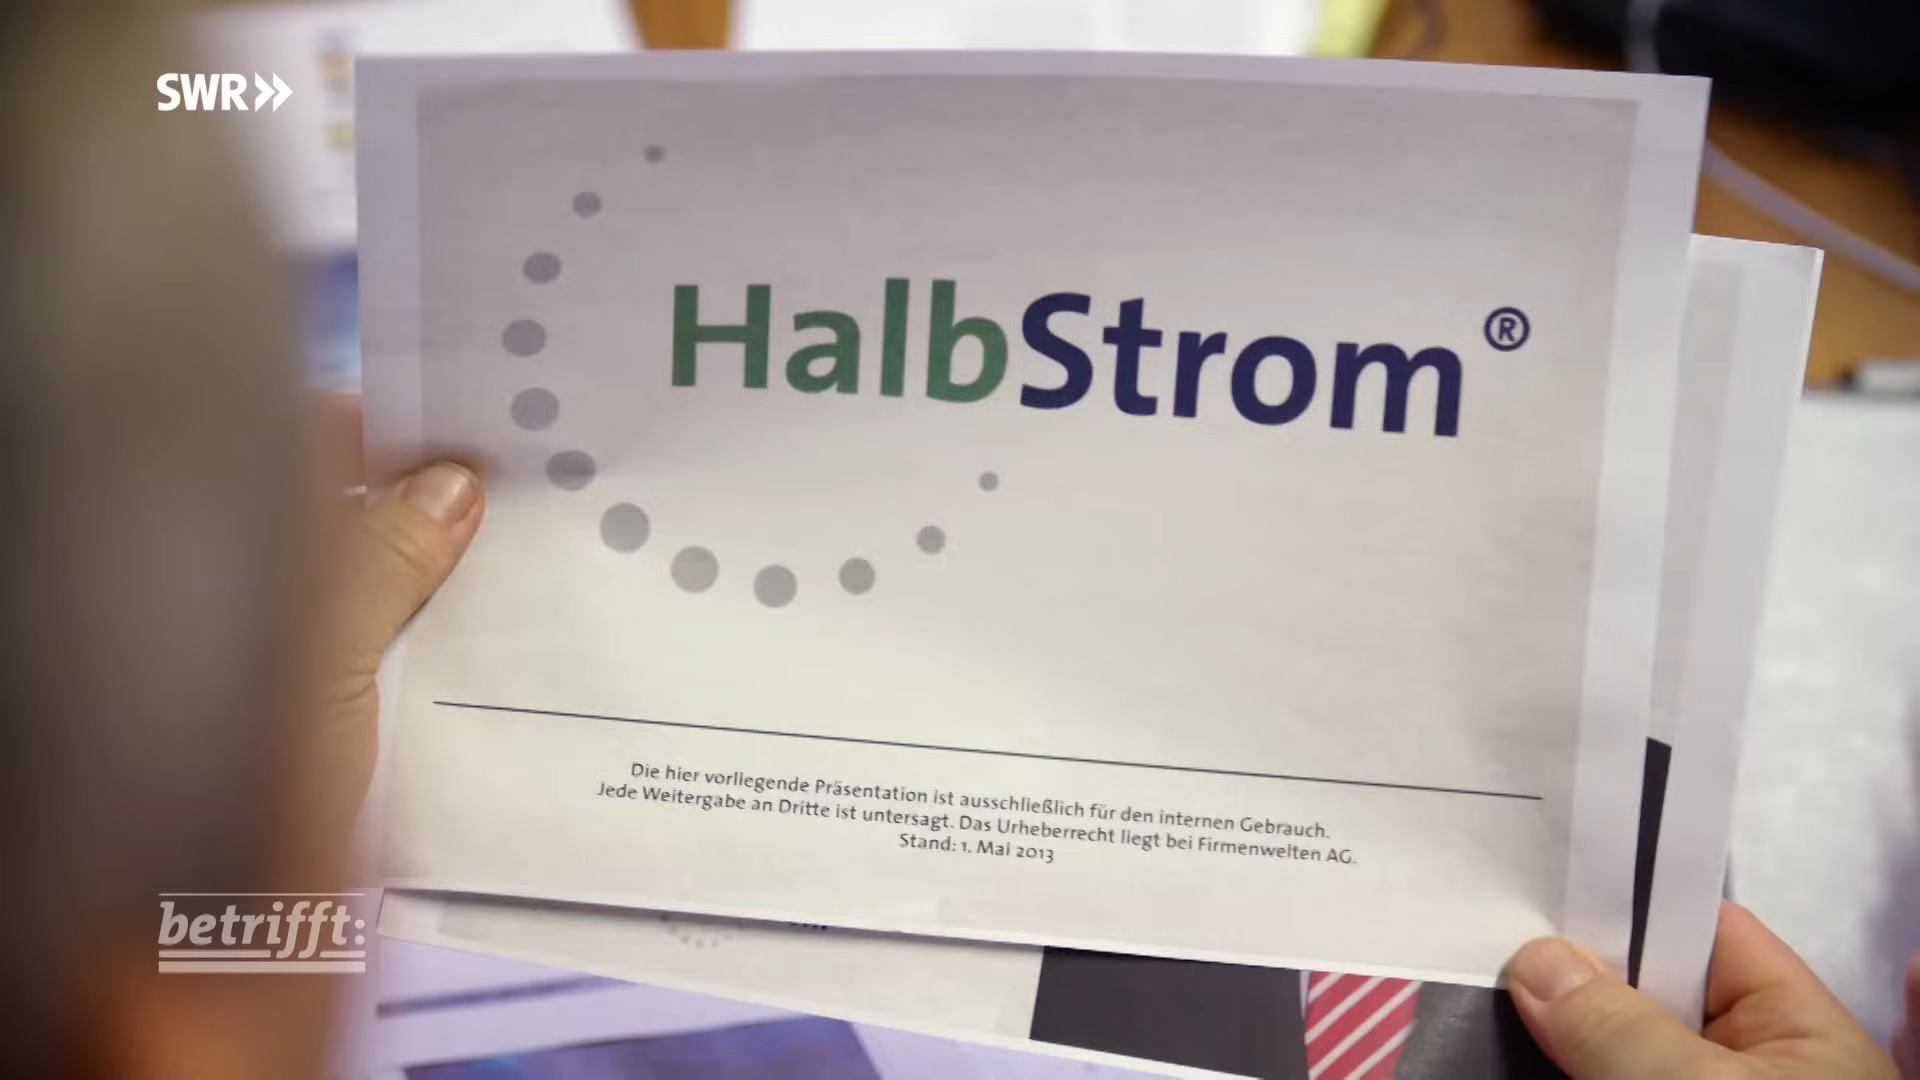 SWR
HalbStrom®
Die hier vorliegende Präsentation ist ausschließlich für den internen Gebrauch.
Jede Weitergabe an Dritte ist untersagt. Das Urheberrecht liegt bei Firmenwelten AG.
Stand: 1. Mai 2013
betrifft: